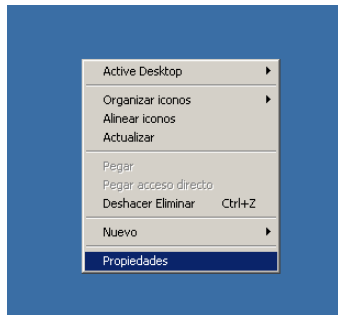 Active Desktop
Organizar iconos
Alinear iconos
Actualizar
Pegar
Pegar acceso directo
Deshacer Eliminar Ctrl+Z
Nuevo
Propiedades